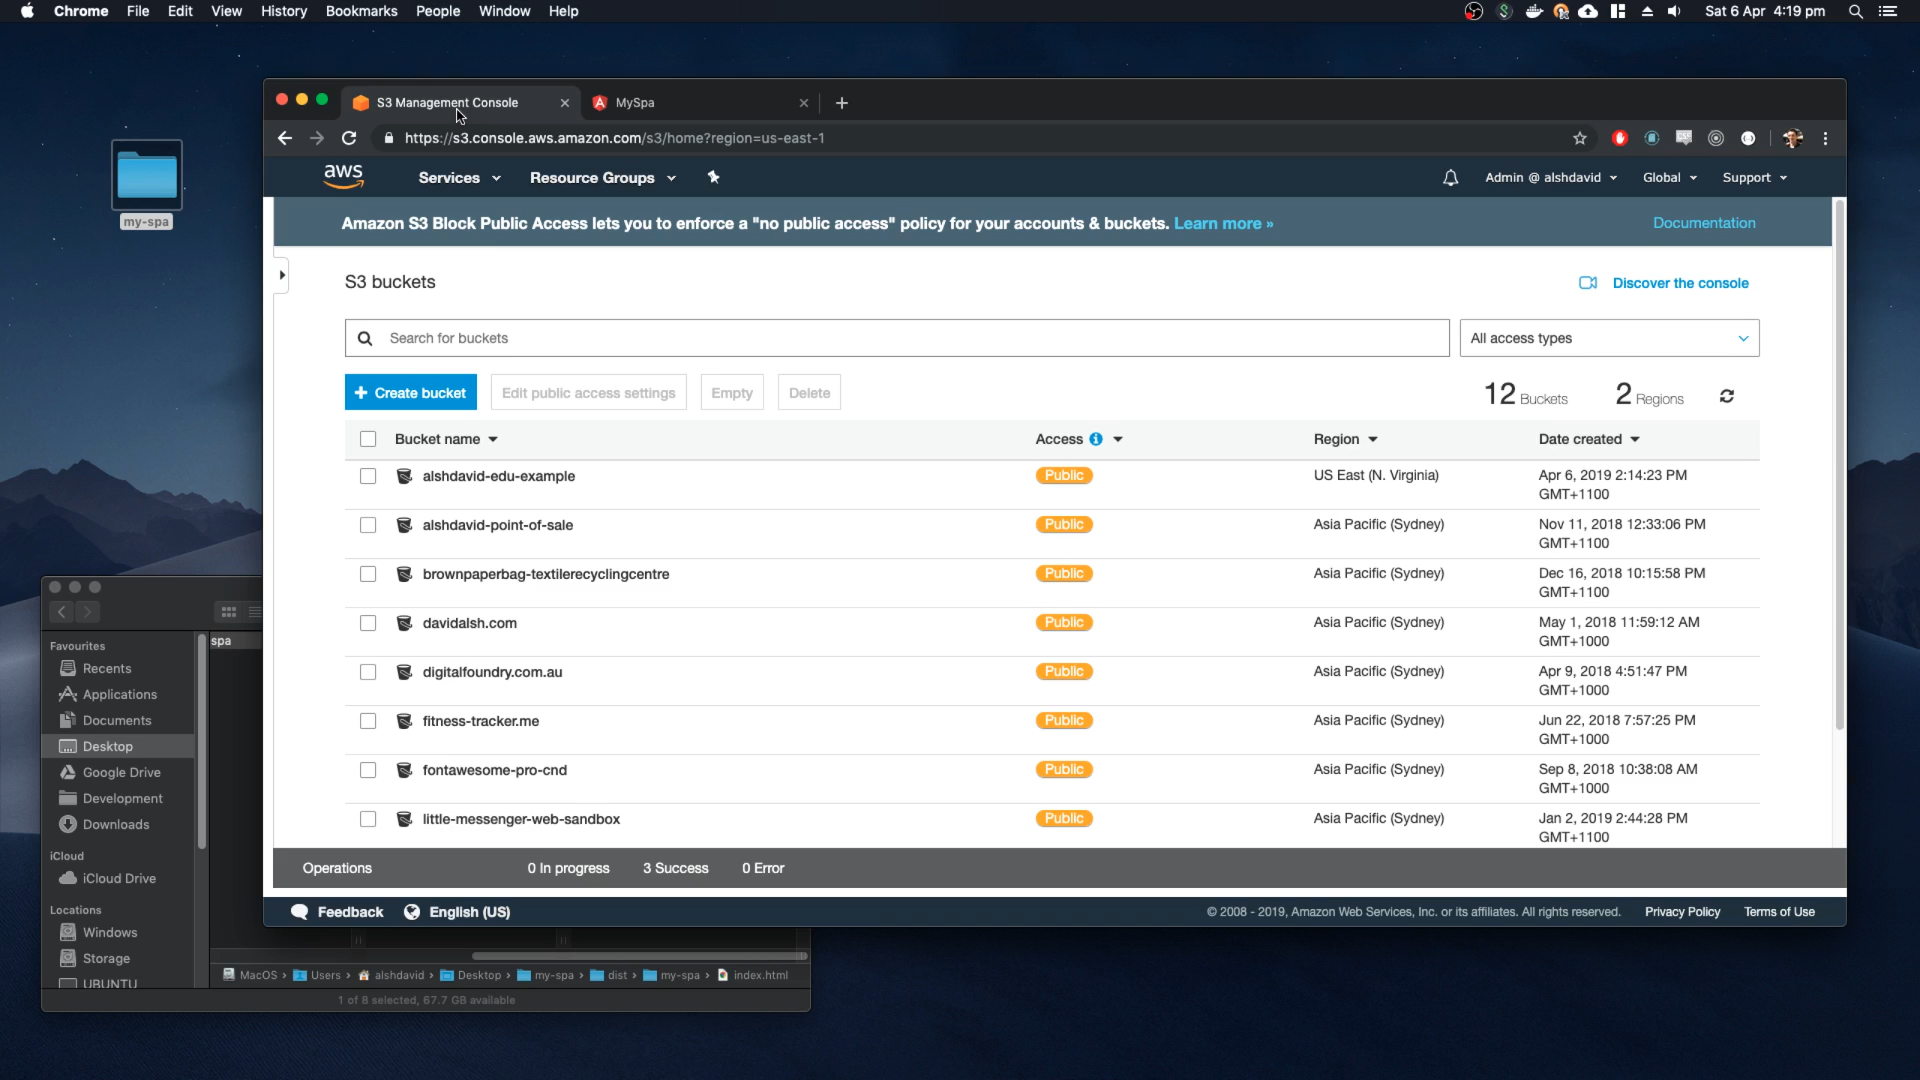 Chrome File Edit View History Bookmarks People Window Help
Sat 6 Apr 4:19 pm
my-spa
S3 Management Console
MySpa
https://s3.console.aws.amazon.com/s3/home?region=us-east-1
aws
Services
Resource Groups
Admin @ alshdavid
Global
Support
Amazon S3 Block Public Access lets you to enforce a "no public access" policy for your accounts & buckets. Learn more »
Documentation
S3 buckets
Discover the console
Search for buckets
All access types
+ Create bucket
Edit public access settings
Empty
Delete
12 Buckets
2 Regions
Bucket name
Access
Region
Date created
alshdavid-edu-example Public US East (N. Virginia) Apr 6, 2019 2:14:23 PM
GMT+1100
alshdavid-point-of-sale Public Asia Pacific (Sydney) Nov 11, 2018 12:33:06 PM
GMT+1100
brownpaperbag-textilerecyclingcentre Public Asia Pacific (Sydney) Dec 16, 2018 10:15:58 PM
GMT+1100
davidalsh.com Public Asia Pacific (Sydney) May 1, 2018 11:59:12 AM
GMT+1000
digitalfoundry.com.au Public Asia Pacific (Sydney) Apr 9, 2018 4:51:47 PM
GMT+1000
fitness-tracker.me Public Asia Pacific (Sydney) Jun 22, 2018 7:57:25 PM
GMT+1000
fontawesome-pro-cnd Public Asia Pacific (Sydney) Sep 8, 2018 10:38:08 AM
GMT+1000
little-messenger-web-sandbox Public Asia Pacific (Sydney) Jan 2, 2019 2:44:28 PM
GMT+1100
Operations
0 In progress
3 Success
0 Error
Feedback
English (US)
© 2008 - 2019, Amazon Web Services, Inc. or its affiliates. All rights reserved.
Privacy Policy
Terms of Use
spa
Favourites
Recents
Applications
Documents
Desktop
Google Drive
Development
Downloads
iCloud
iCloud Drive
Locations
Windows
Storage
UBUNTU
MacOS › Users › alshdavid › Desktop › my-spa › dist › my-spa › index.html
1 of 8 selected, 67.7 GB available